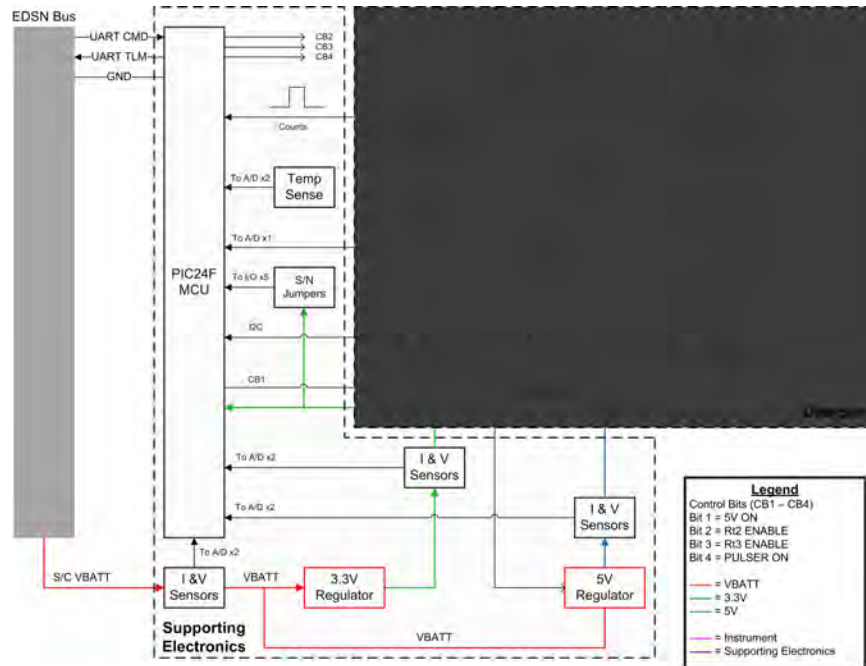 EDSN Bus
UART CMD
UART TLM
GND
CB2
CB3
CB4
Counts
To A/D x2
Temp
Sense
To A/D x1
PIC24F
MCU
To I/O x5
S/N
Jumpers
I2C
CB1
To A/D x2
I & V
Sensors
To A/D x2
I & V
Sensors
To A/D x2
S/C VBATT
I &V
Sensors
VBATT
3.3V
Regulator
5V
Regulator
VBATT
Supporting
Electronics
Legend
Control Bits (CB1 – CB4)
Bit 1 = 5V ON
Bit 2 = Rt2 ENABLE
Bit 3 = Rt3 ENABLE
Bit 4 = PULSER ON
= VBATT
= 3.3V
= 5V
= Instrument
= Supporting Electronics